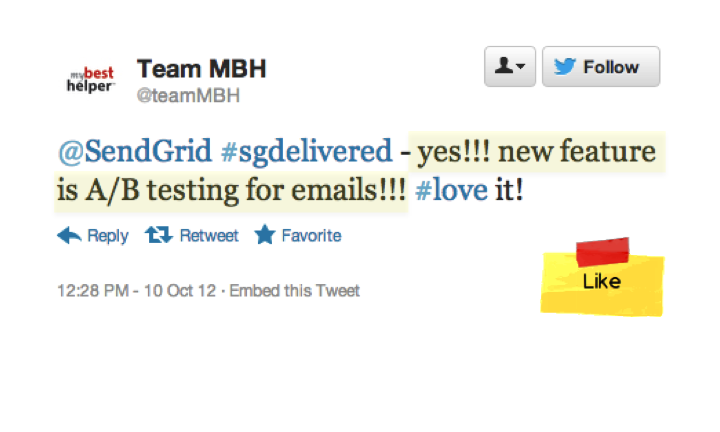 my best
helper
Team MBH
@teamMBH
Follow
@SendGrid #sgdelivered - yes!!! new feature
is A/B testing for emails!!! #love it!
Reply Retweet Favorite
Like
12:28 PM - 10 Oct 12 · Embed this Tweet